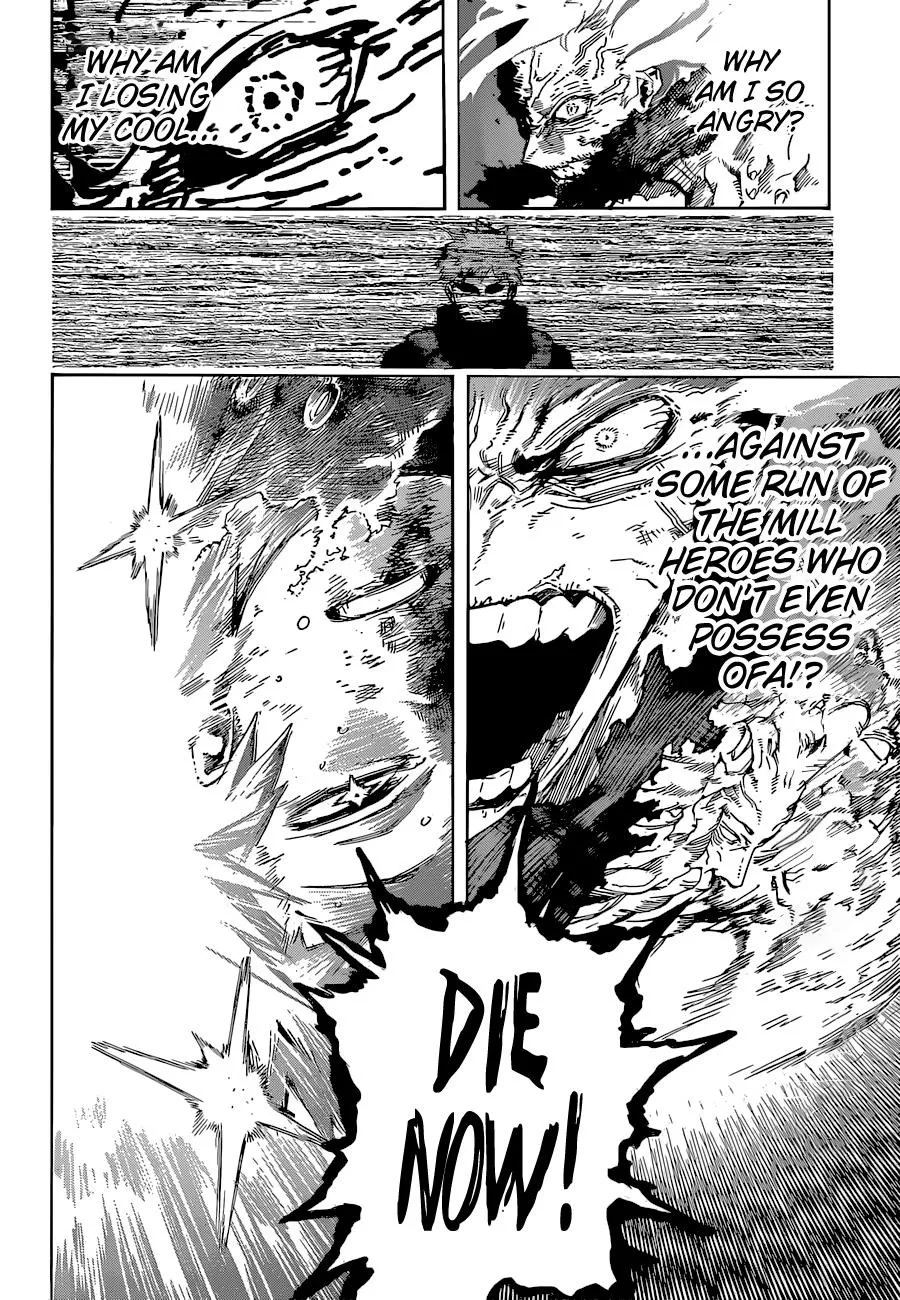 WHY
AM I SO
ANGRY?
WHY AM
I LOSING
MY COOL...
...AGAINST
SOME RUN OF
THE MILL
HEROES WHO
DON'T EVEN
POSSESS
OFA!?
DIE
NOW!